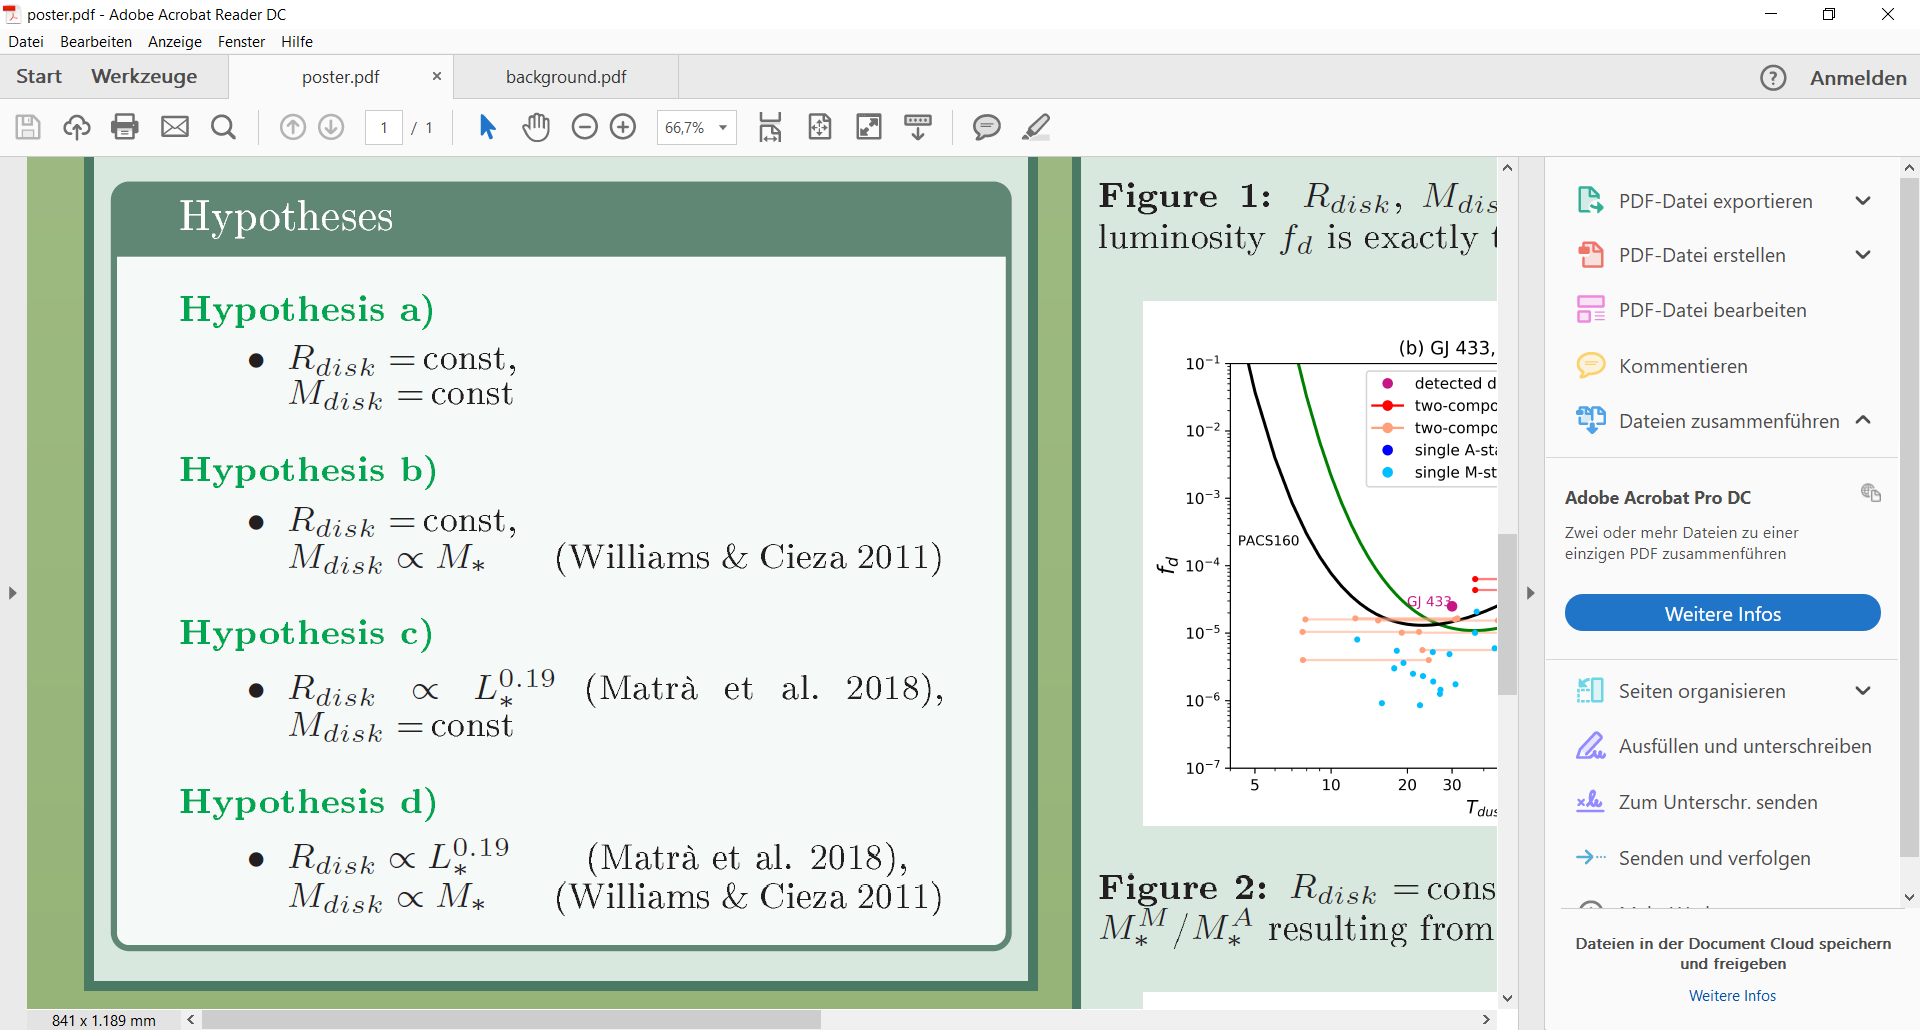 poster.pdf - Adobe Acrobat Reader DC
Datei Bearbeiten Anzeige Fenster Hilfe
Start Werkzeuge poster.pdf × background.pdf ? Anmelden
1 / 1 66,7%
Hypotheses
Hypothesis a)
• R_disk = const,
M_disk = const
Hypothesis b)
• R_disk = const,
M_disk ∝ M_* (Williams & Cieza 2011)
Hypothesis c)
• R_disk ∝ L_*^0.19 (Matrà et al. 2018),
M_disk = const
Hypothesis d)
• R_disk ∝ L_*^0.19 (Matrà et al. 2018),
M_disk ∝ M_* (Williams & Cieza 2011)
841 x 1.189 mm
Figure 1: R_disk, M_dis
luminosity f_d is exactly t
(b) GJ 433,
detected d
two-compo
two-compo
single A-sta
single M-st
10^-1
10^-2
10^-3
PACS160
f_d
10^-4
GJ 433
10^-5
10^-6
10^-7
5 10 20 30
T_dus
Figure 2: R_disk = cons
M_*^M/M_*^A resulting from
PDF-Datei exportieren
PDF-Datei erstellen
PDF-Datei bearbeiten
Kommentieren
Dateien zusammenführen
Adobe Acrobat Pro DC
Zwei oder mehr Dateien zu einer
einzigen PDF zusammenführen
Weitere Infos
Seiten organisieren
Ausfüllen und unterschreiben
Zum Unterschr. senden
Senden und verfolgen
Dateien in der Document Cloud speichern
und freigeben
Weitere Infos